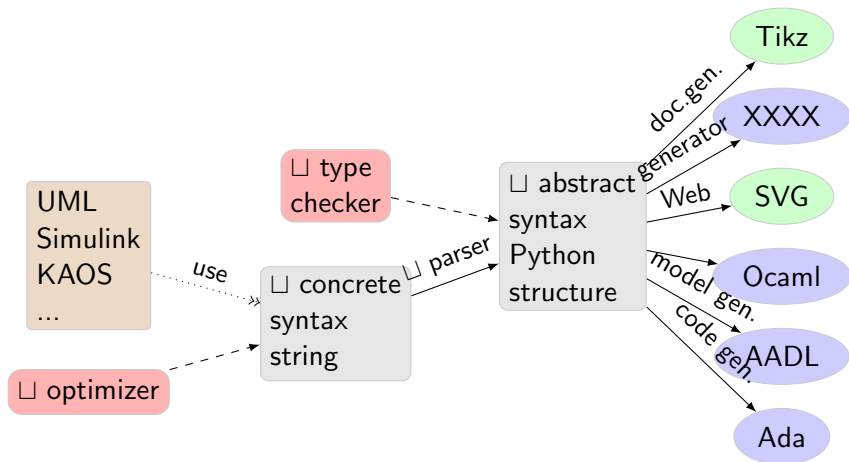 Tikz
doc.gen.
XXXX
generator
⊔ type
checker
⊔ abstract
syntax
Python
structure
Web
SVG
UML
Simulink
KAOS
...
use
⊔ parser
⊔ concrete
syntax
string
Ocaml
model gen.
AADL
code gen.
⊔ optimizer
Ada